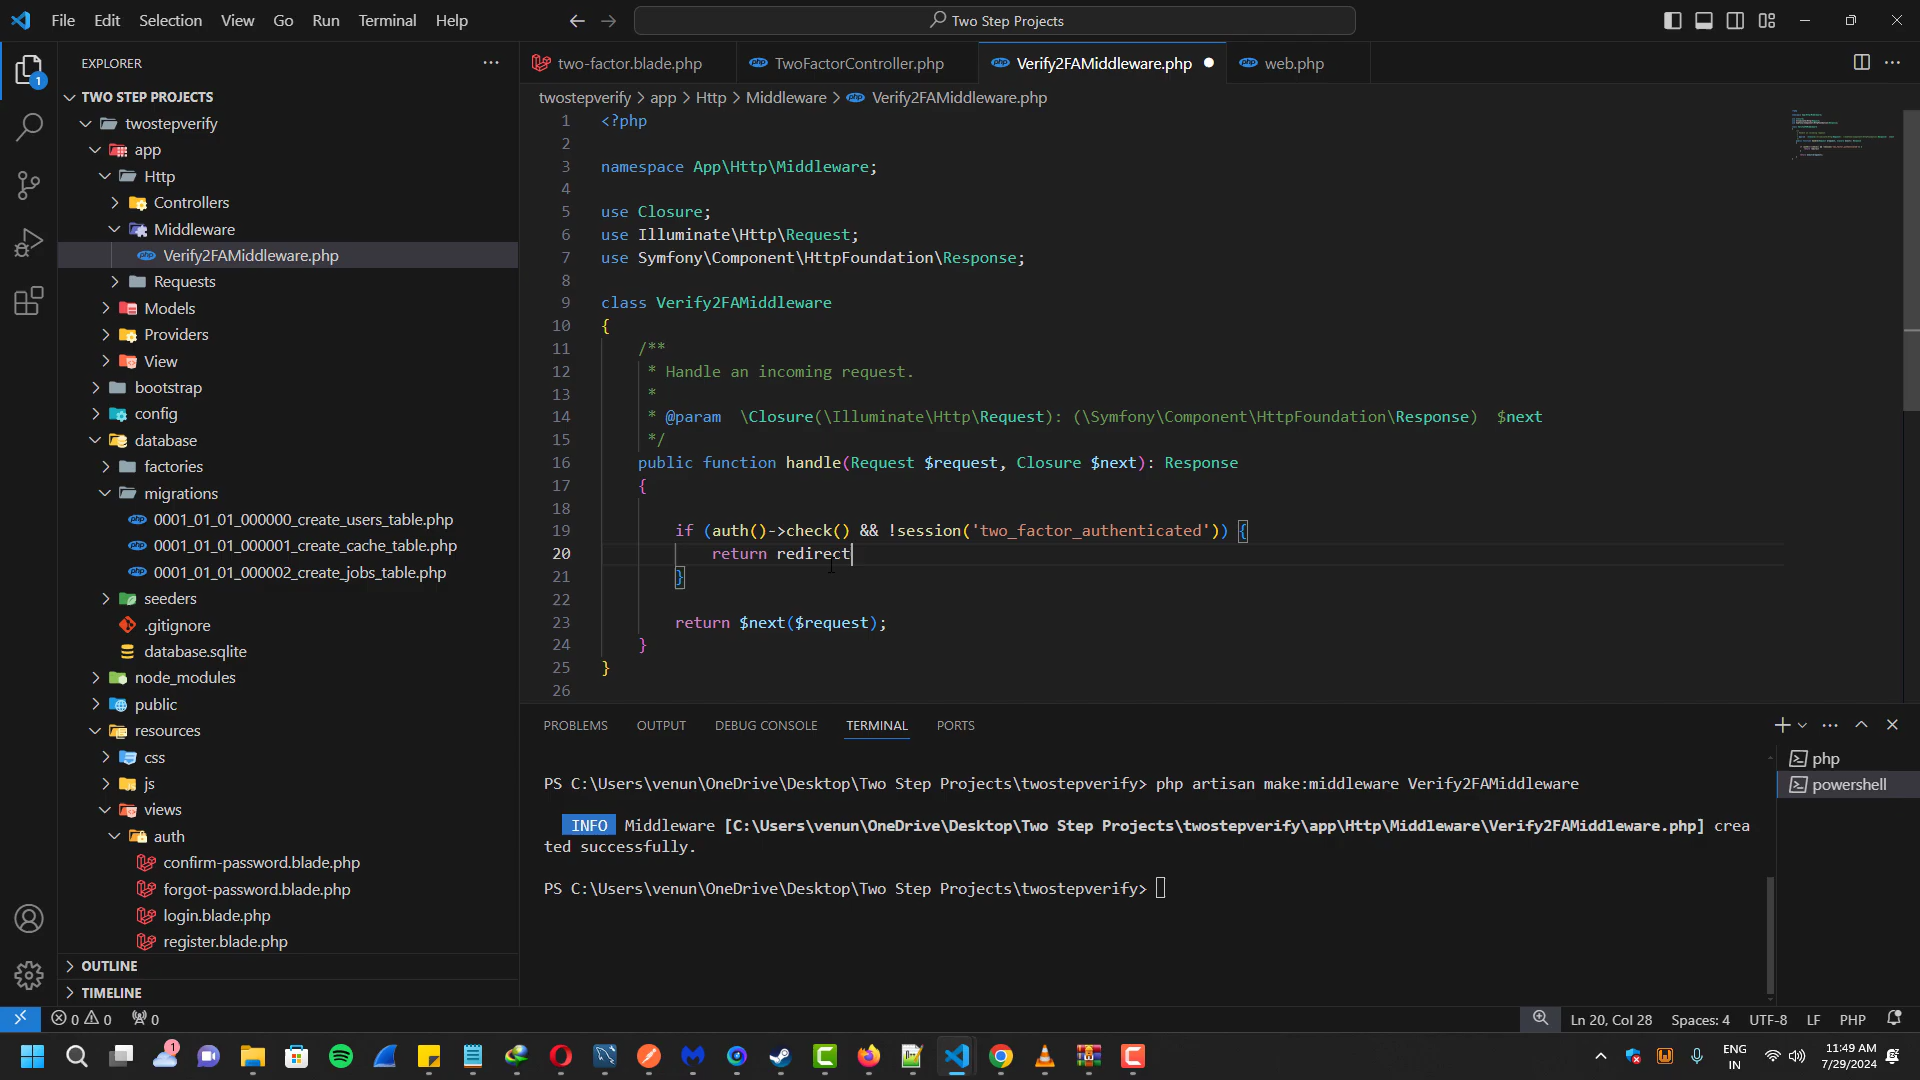 File Edit Selection View Go Run Terminal Help
Two Step Projects
EXPLORER
1
TWO STEP PROJECTS
twostepverify
app
Http
Controllers
Middleware
Verify2FAMiddleware.php
Requests
Models
Providers
View
bootstrap
config
database
factories
migrations
0001_01_01_000000_create_users_table.php
0001_01_01_000001_create_cache_table.php
0001_01_01_000002_create_jobs_table.php
seeders
.gitignore
database.sqlite
node_modules
public
resources
css
js
views
auth
confirm-password.blade.php
forgot-password.blade.php
login.blade.php
register.blade.php
OUTLINE
TIMELINE
two-factor.blade.php TwoFactorController.php Verify2FAMiddleware.php web.php
twostepverify > app > Http > Middleware > Verify2FAMiddleware.php
1 <?php
2
3 namespace App\Http\Middleware;
4
5 use Closure;
6 use Illuminate\Http\Request;
7 use Symfony\Component\HttpFoundation\Response;
8
9 class Verify2FAMiddleware
10 {
11 /**
12 * Handle an incoming request.
13 *
14 * @param  \Closure(\Illuminate\Http\Request): (\Symfony\Component\HttpFoundation\Response)  $next
15 */
16 public function handle(Request $request, Closure $next): Response
17 {
18
19 if (auth()->check() && !session('two_factor_authenticated')) {
20 return redirect
21 }
22
23 return $next($request);
24 }
25 }
26
PROBLEMS OUTPUT DEBUG CONSOLE TERMINAL PORTS
php
powershell
PS C:\Users\venun\OneDrive\Desktop\Two Step Projects\twostepverify> php artisan make:middleware Verify2FAMiddleware
INFO Middleware [C:\Users\venun\OneDrive\Desktop\Two Step Projects\twostepverify\app\Http\Middleware\Verify2FAMiddleware.php] crea
ted successfully.
PS C:\Users\venun\OneDrive\Desktop\Two Step Projects\twostepverify>
0 0 0
Ln 20, Col 28 Spaces: 4 UTF-8 LF PHP
1
ENG
IN
11:49 AM
7/29/2024